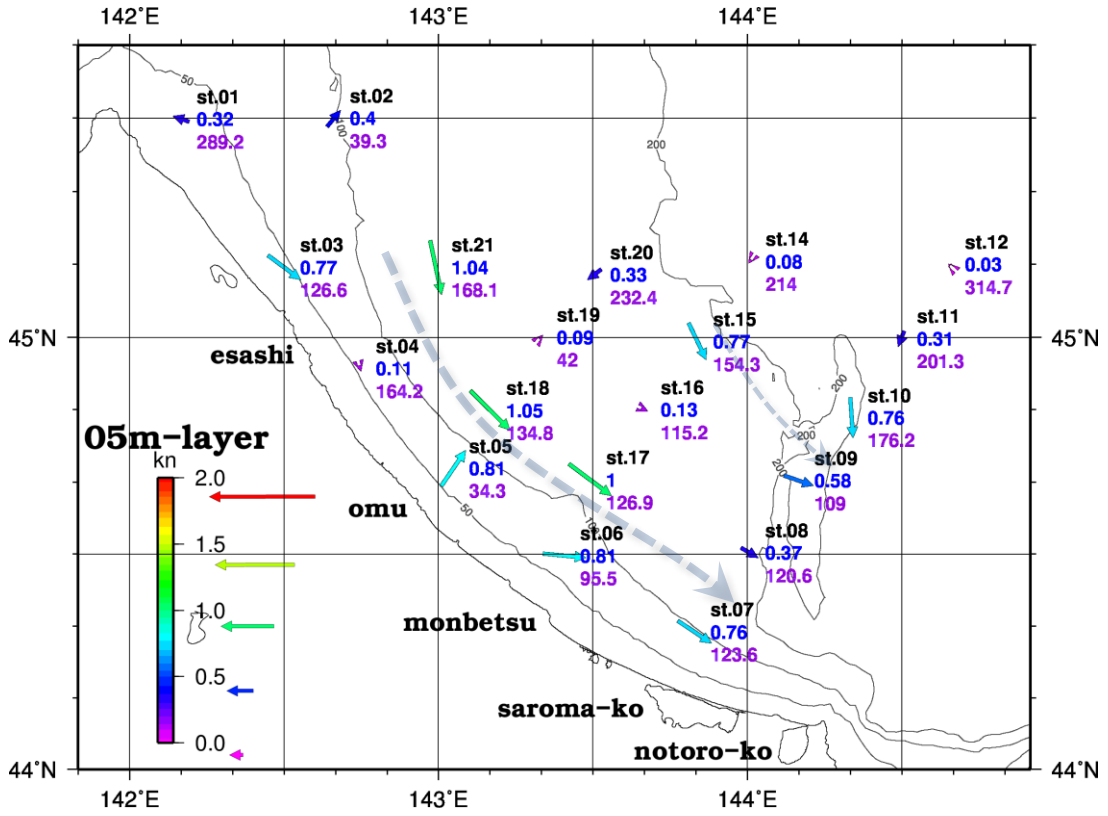 142°E 143°E 144°E
50
st.01
0.32
289.2
st.02
0.4
39.3
100
200
st.03
0.77
126.6
st.21
1.04
168.1
st.20
0.33
232.4
st.14
0.08
214
st.12
0.03
314.7
45°N
45°N
esashi
st.04
0.11
164.2
st.19
0.09
42
st.15
0.77
154.3
st.11
0.31
201.3
st.18
1.05
134.8
st.16
0.13
115.2
200
st.10
0.76
176.2
05m-layer
kn
2.0
1.5
1.0
0.5
0.0
st.05
0.81
34.3
st.17
1
126.9
200
200
st.09
0.58
109
omu
50
100
st.06
0.81
95.5
st.08
0.37
120.6
monbetsu
st.07
0.76
123.6
saroma-ko
notoro-ko
44°N
44°N
142°E 143°E 144°E